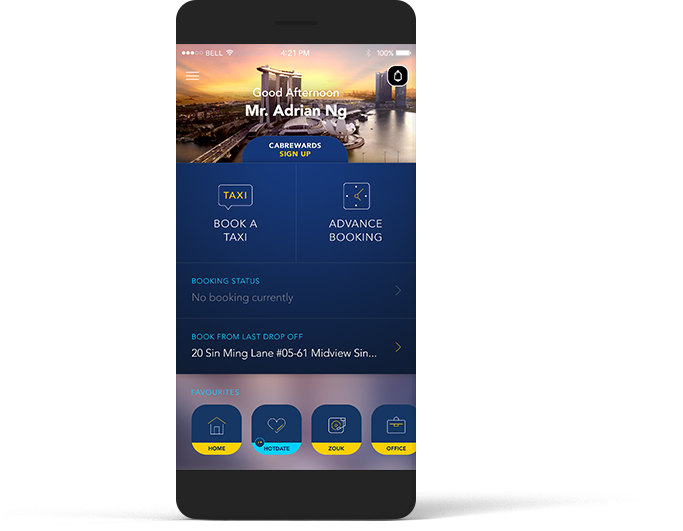 BELL 4:21 PM 100%
Good Afternoon
Mr. Adrian Ng
CABREWARDS
SIGN UP
TAXI
BOOK A
TAXI
ADVANCE
BOOKING
BOOKING STATUS
No booking currently
BOOK FROM LAST DROP OFF
20 Sin Ming Lane #05-61 Midview Sin...
FAVOURITES
HOME
HOTDATE
ZOUK
OFFICE